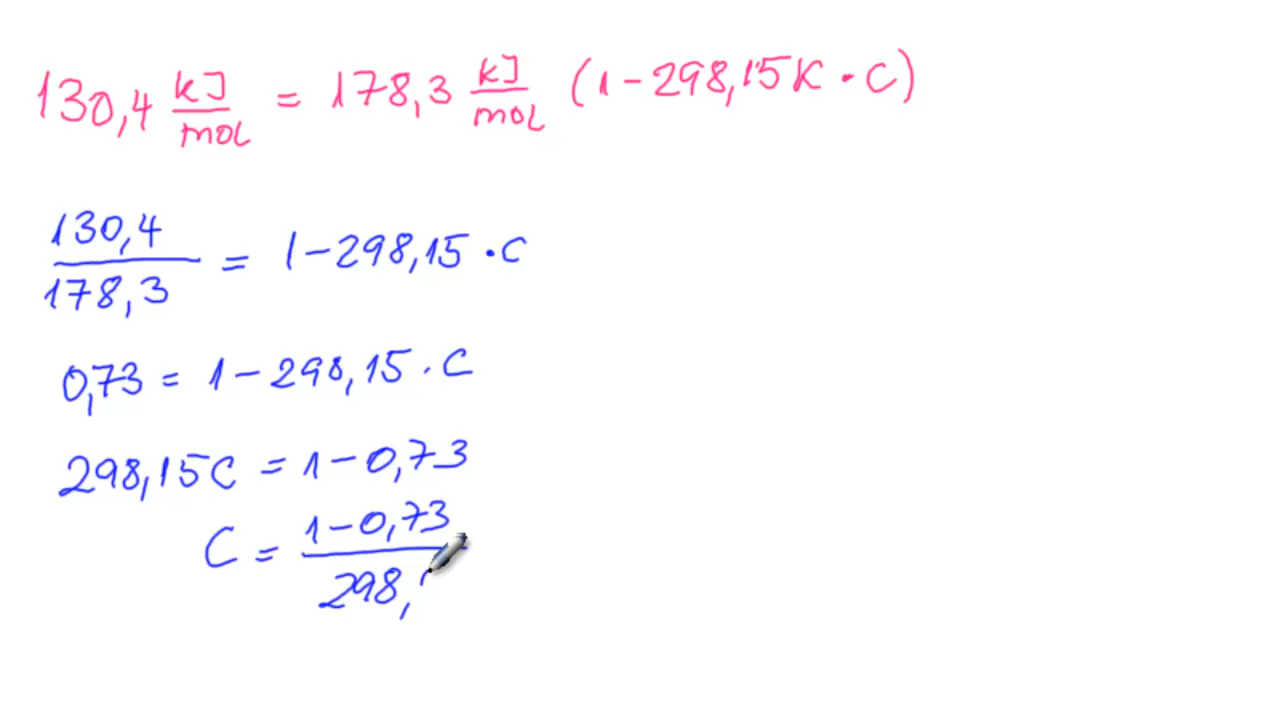 130,4 kJ/mol = 178,3 kJ/mol (1 - 298,15K · C)
130,4/178,3 = 1 - 298,15 · C
0,73 = 1 - 298,15 · C
298,15C = 1 - 0,73
C = (1 - 0,73)/298,